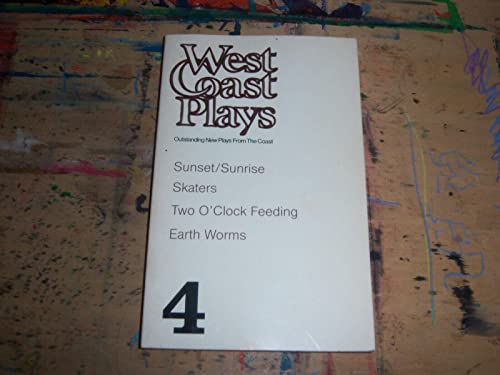 West
Coast
Plays
Outstanding New Plays From The Coast
Sunset/Sunrise
Skaters
Two O'Clock Feeding
Earth Worms
4